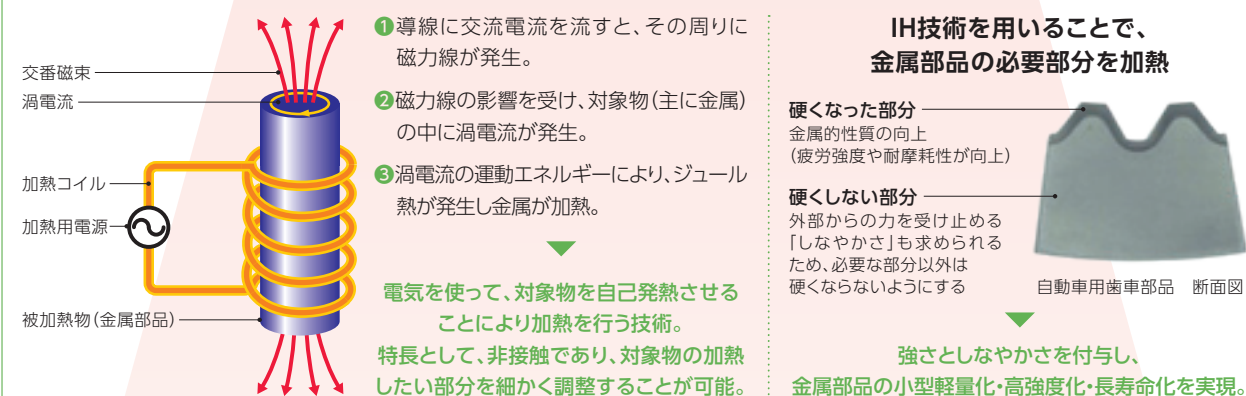 交番磁束
渦電流
加熱コイル
加熱用電源
被加熱物（金属部品）
❶導線に交流電流を流すと、その周りに
磁力線が発生。
❷磁力線の影響を受け、対象物（主に金属）
の中に渦電流が発生。
❸渦電流の運動エネルギーにより、ジュール
熱が発生し金属が加熱。
電気を使って、対象物を自己発熱させる
ことにより加熱を行う技術。
特長として、非接触であり、対象物の加熱
したい部分を細かく調整することが可能。
IH技術を用いることで、
金属部品の必要部分を加熱
硬くなった部分
金属的性質の向上
（疲労強度や耐摩耗性が向上）
硬くしない部分
外部からの力を受け止める
「しなやかさ」も求められる
ため、必要な部分以外は
硬くならないようにする
自動車用歯車部品　断面図
強さとしなやかさを付与し、
金属部品の小型軽量化・高強度化・長寿命化を実現。